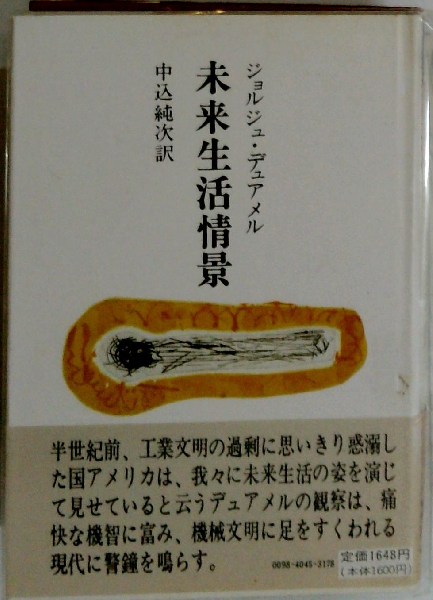 ジョルジュ・デュアメル
未来生活情景
中込純次訳
半世紀前、工業文明の過剰に思いきり惑溺し
た国アメリカは、我々に未来生活の姿を演じ
て見せていると云うデュアメルの観察は、痛
快な機智に富み、機械文明に足をすくわれる
現代に警鐘を鳴らす。
0098-4045-3178
定価1648円
(本体1600円)